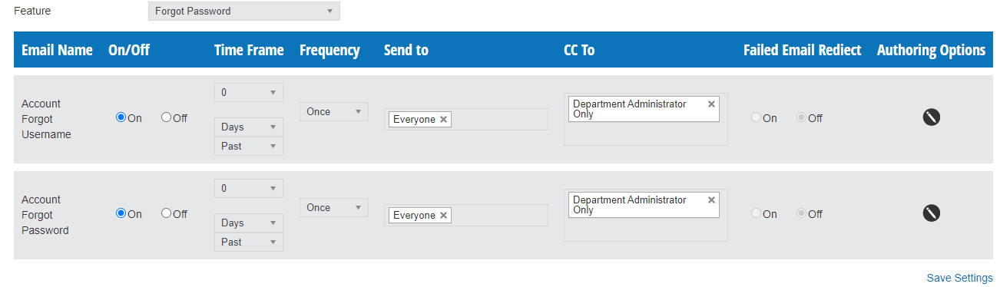 Feature Forgot Password
Email Name On/Off Time Frame Frequency Send to CC To Failed Email Rediect Authoring Options
Account
Forgot
Username
On Off
0
Days
Past
Once
Everyone
Department Administrator
Only
On Off
Account
Forgot
Password
On Off
0
Days
Past
Once
Everyone
Department Administrator
Only
On Off
Save Settings